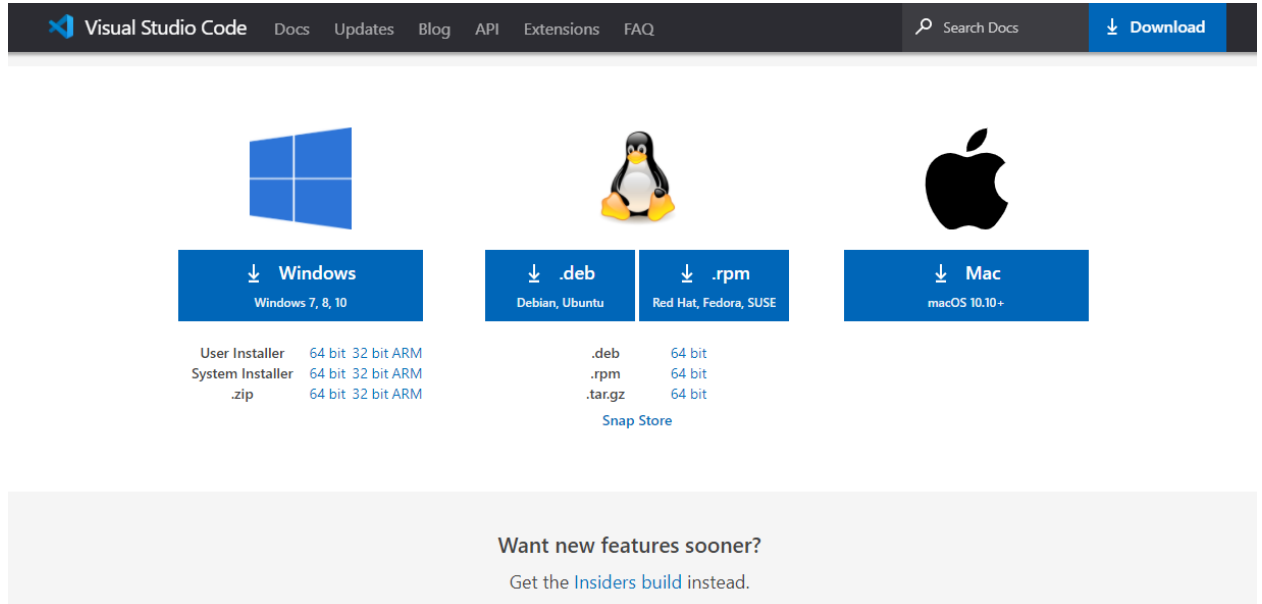 Visual Studio Code Docs Updates Blog API Extensions FAQ Search Docs Download
Windows
Windows 7, 8, 10
.deb
Debian, Ubuntu
.rpm
Red Hat, Fedora, SUSE
Mac
macOS 10.10+
User Installer 64 bit 32 bit ARM
System Installer 64 bit 32 bit ARM
.zip 64 bit 32 bit ARM
.deb 64 bit
.rpm 64 bit
.tar.gz 64 bit
Snap Store
Want new features sooner?
Get the Insiders build instead.